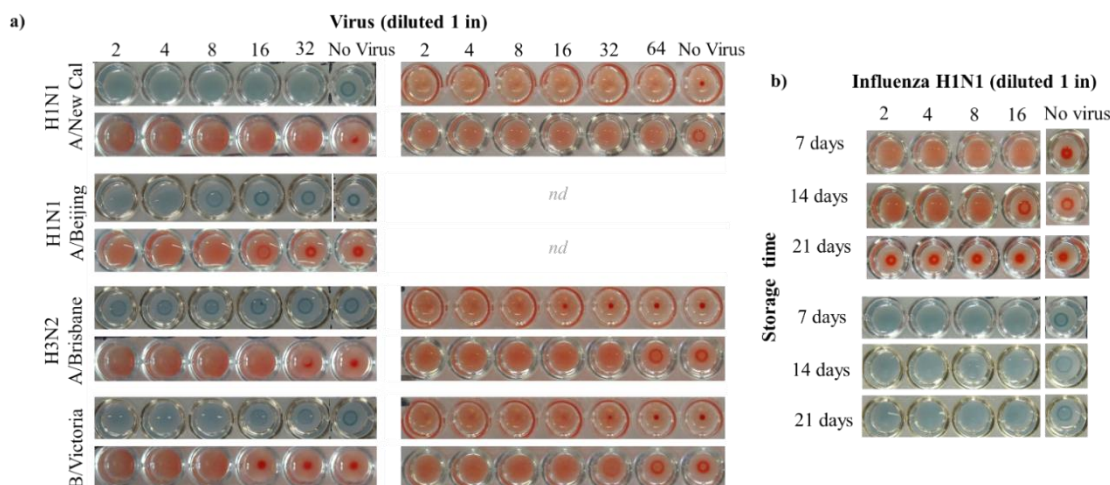 a)
Virus (diluted 1 in)
2 4 8 16 32 No Virus 2 4 8 16 32 64 No Virus
H1N1
A/New Cal
H1N1
A/Beijing
nd
nd
H3N2
A/Brisbane
B/Victoria
b)
Influenza H1N1 (diluted 1 in)
2 4 8 16 No virus
Storage time
7 days
14 days
21 days
7 days
14 days
21 days